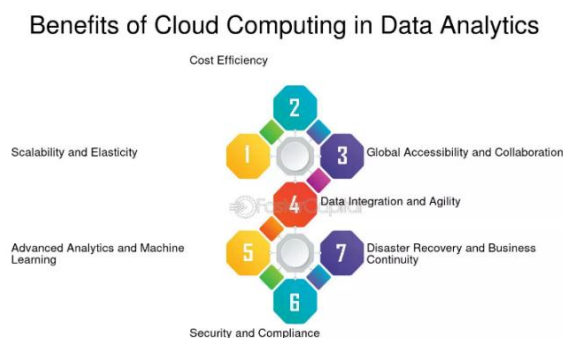 Benefits of Cloud Computing in Data Analytics
Cost Efficiency
2
Scalability and Elasticity
1
3
Global Accessibility and Collaboration
4
Data Integration and Agility
FasterCapital
Advanced Analytics and Machine
Learning
5
7
Disaster Recovery and Business
Continuity
6
Security and Compliance